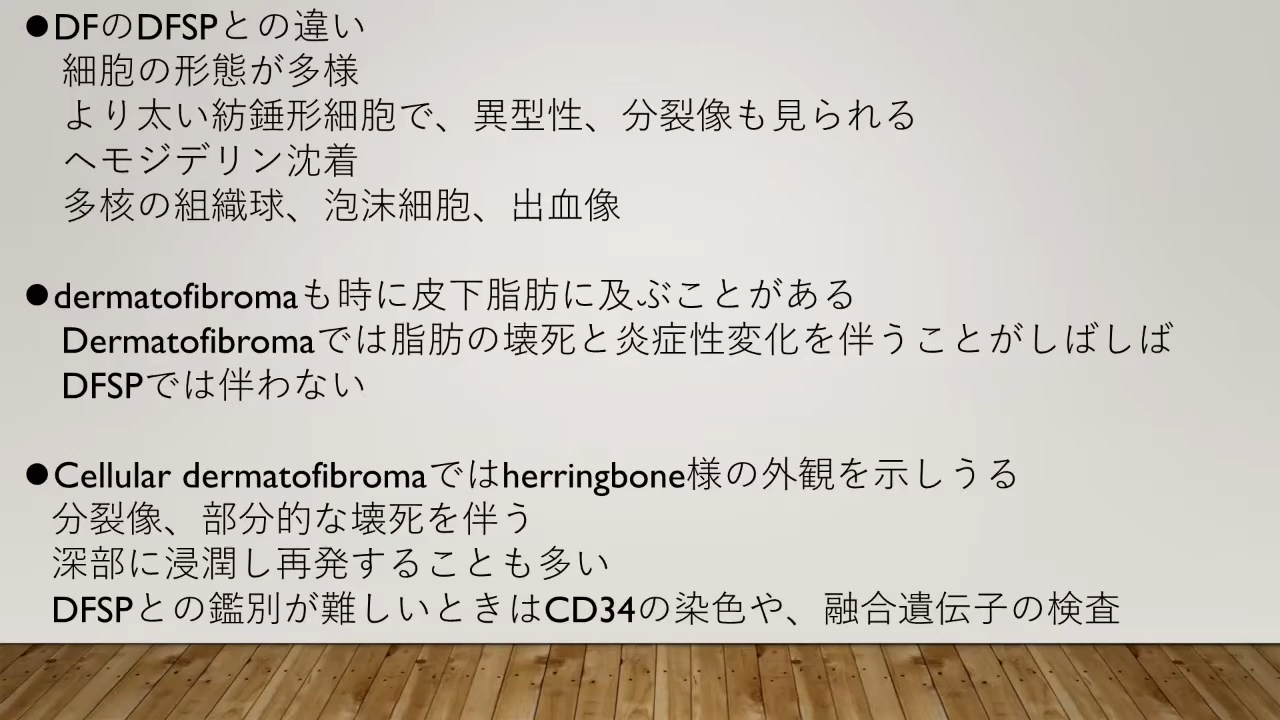 ●DFのDFSPとの違い
細胞の形態が多様
より太い紡錘形細胞で、異型性、分裂像も見られる
ヘモジデリン沈着
多核の組織球、泡沫細胞、出血像
●dermatofibromaも時に皮下脂肪に及ぶことがある
Dermatofibromaでは脂肪の壊死と炎症性変化を伴うことがしばしば
DFSPでは伴わない
●Cellular dermatofibromaではherringbone様の外観を示しうる
分裂像、部分的な壊死を伴う
深部に浸潤し再発することも多い
DFSPとの鑑別が難しいときはCD34の染色や、融合遺伝子の検査